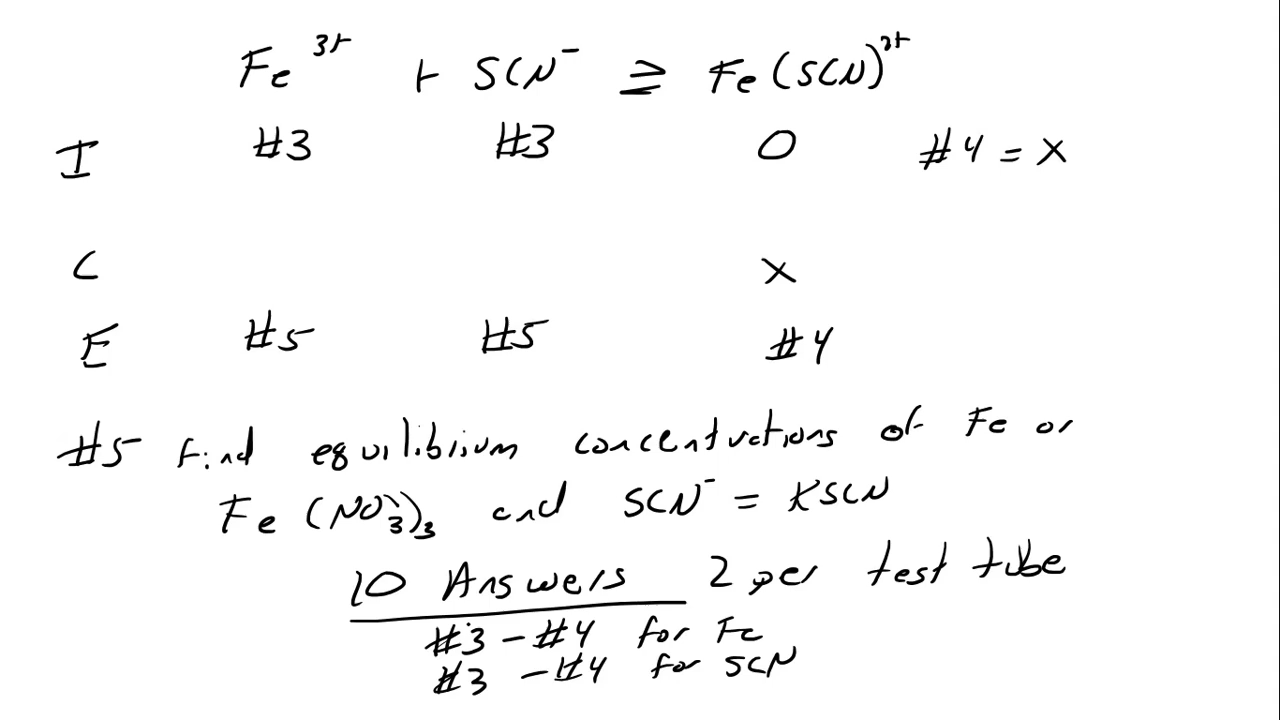 Fe³⁺ + SCN⁻ ⇌ Fe(SCN)²⁺
I #3 #3 0 #4 = X
C X
E #5 #5 #4
#5 Find equilibrium concentrations of Fe or
Fe(NO₃)₃ and SCN⁻ = KSCN
10 Answers 2 per test tube
#3 - #4 for Fe
#3 - #4 for SCN